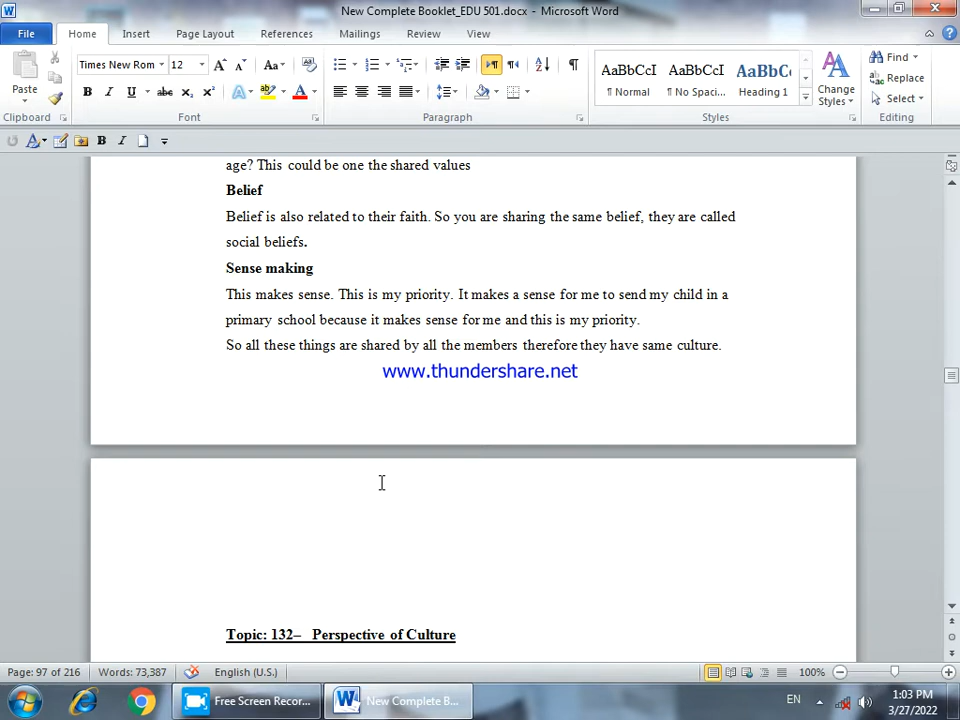 New Complete Booklet_EDU 501.docx - Microsoft Word
File Home Insert Page Layout References Mailings Review View
Times New Rom 12 Aa AaBbCcI AaBbCcI AaBbC A Find
Paste ¶ Normal ¶ No Spaci... Heading 1 Change Styles Replace
B I U abc x₂ x² A Select
Clipboard Font Paragraph Styles Editing
age? This could be one the shared values
Belief
Belief is also related to their faith. So you are sharing the same belief, they are called
social beliefs.
Sense making
This makes sense. This is my priority. It makes a sense for me to send my child in a
primary school because it makes sense for me and this is my priority.
So all these things are shared by all the members therefore they have same culture.
www.thundershare.net
Topic: 132– Perspective of Culture
Page: 97 of 216 Words: 73,387 English (U.S.) 100%
Free Screen Recor... New Complete B... EN 1:03 PM
3/27/2022